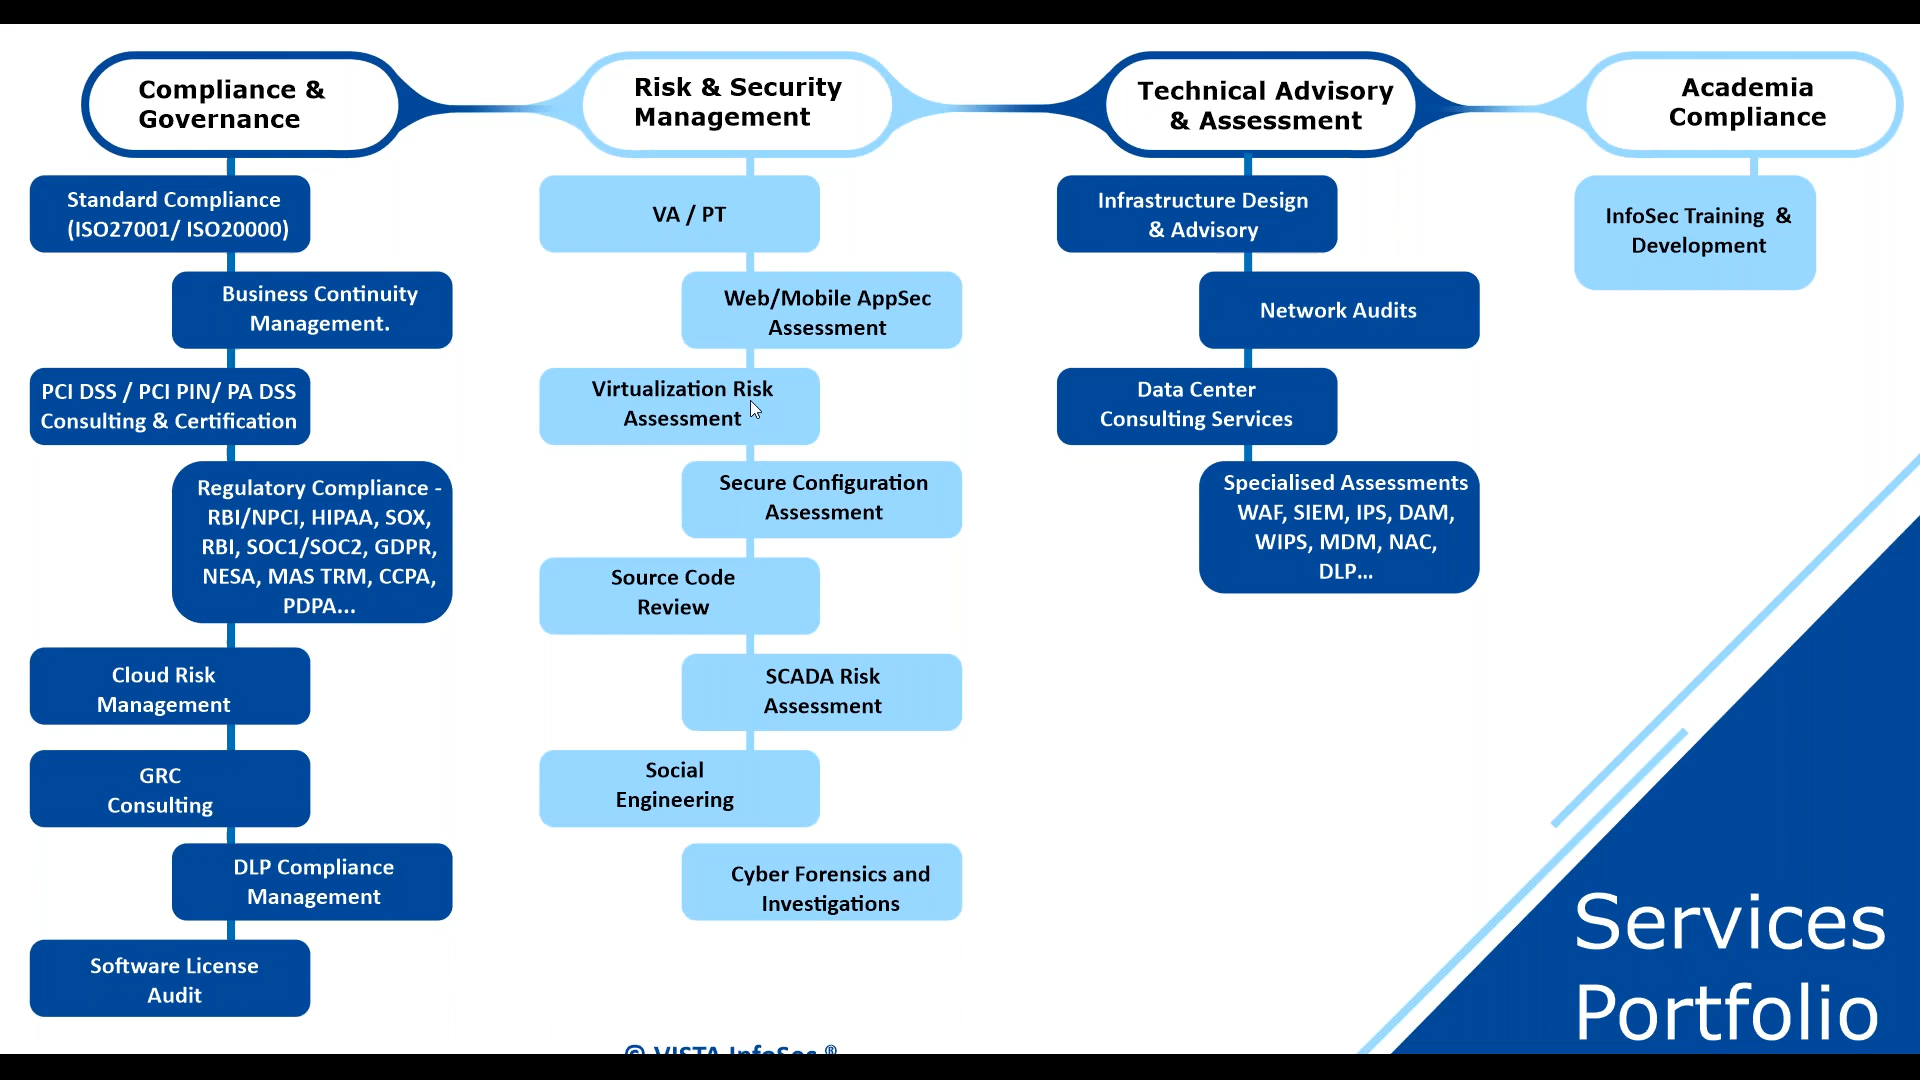 Compliance &
Governance
Standard Compliance
(ISO27001/ ISO20000)
Business Continuity
Management.
PCI DSS / PCI PIN/ PA DSS
Consulting & Certification
Regulatory Compliance -
RBI/NPCI, HIPAA, SOX,
RBI, SOC1/SOC2, GDPR,
NESA, MAS TRM, CCPA,
PDPA...
Cloud Risk
Management
GRC
Consulting
DLP Compliance
Management
Software License
Audit
Risk & Security
Management
VA / PT
Web/Mobile AppSec
Assessment
Virtualization Risk
Assessment
Secure Configuration
Assessment
Source Code
Review
SCADA Risk
Assessment
Social
Engineering
Cyber Forensics and
Investigations
Technical Advisory
& Assessment
Infrastructure Design
& Advisory
Network Audits
Data Center
Consulting Services
Specialised Assessments
WAF, SIEM, IPS, DAM,
WIPS, MDM, NAC,
DLP...
Academia
Compliance
InfoSec Training &
Development
Services
Portfolio
© VISTA InfoSec ®